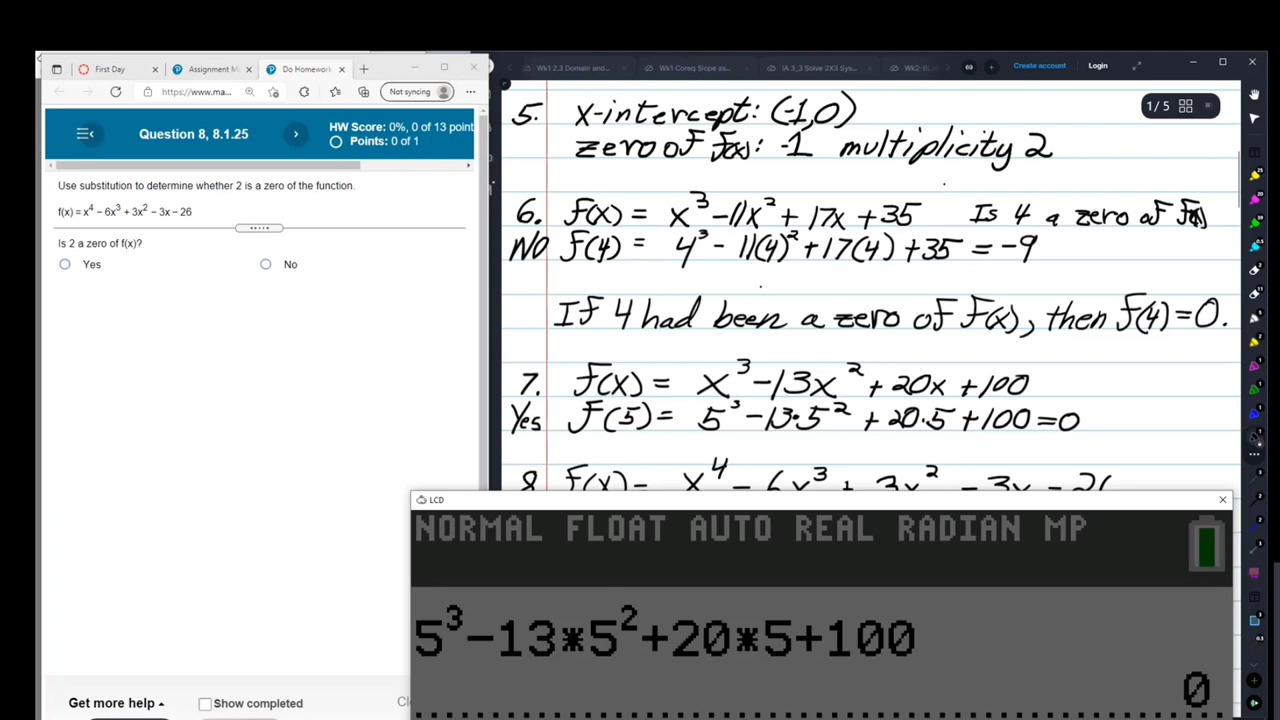 First Day
Assignment M
Do Homework
https://www.ma...
Not syncing
Question 8, 8.1.25
HW Score: 0%, 0 of 13 point
Points: 0 of 1
Use substitution to determine whether 2 is a zero of the function.
f(x) = x⁴ − 6x³ + 3x² − 3x − 26
Is 2 a zero of f(x)?
Yes
No
Get more help
Show completed
Wk1 2.3 Domain and...
Wk1 Coreq Slope as...
IA 3_3 Solve 2X3 Sys...
Create account
Login
1 / 5
5. x-intercept: (-1,0)
zero of f(x): -1 multiplicity 2
6. f(x) = x³ -11x² + 17x + 35 Is 4 a zero of f(x)
NO f(4) = 4³ - 11(4)² + 17(4) + 35 = -9
If 4 had been a zero of f(x), then f(4) = 0.
7. f(x) = x³ -13x² + 20x + 100
Yes f(5) = 5³ -13·5² + 20·5 + 100 = 0
8. f(x) = x⁴ - 6x³ + 3x² - 3x - 26
LCD
NORMAL FLOAT AUTO REAL RADIAN MP
5³-13*5²+20*5+100
0